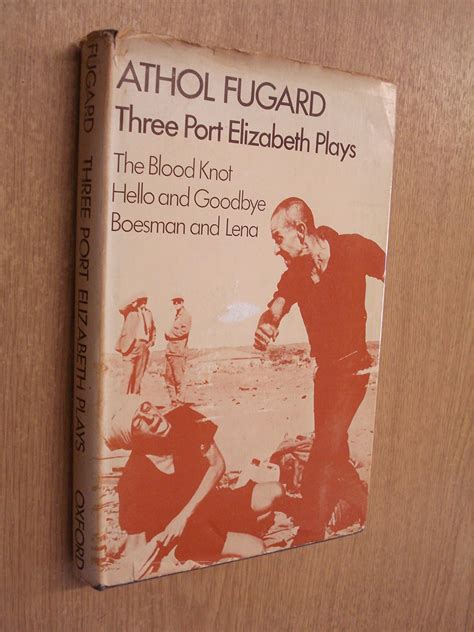 ATHOL FUGARD
Three Port Elizabeth Plays
The Blood Knot
Hello and Goodbye
Boesman and Lena
FUGARD THREE PORT ELIZABETH PLAYS OXFORD